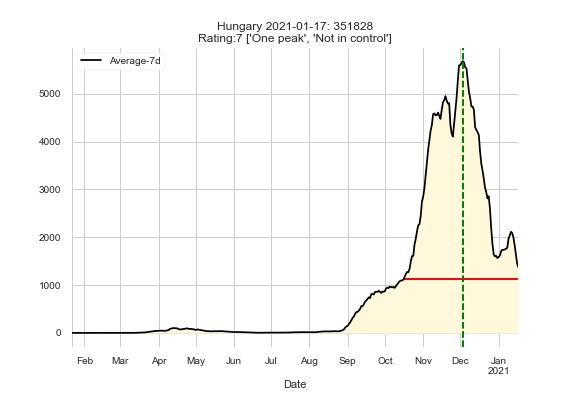 Hungary 2021-01-17: 351828
Rating:7 ['One peak', 'Not in control']
Average-7d
5000
4000
3000
2000
1000
0
Feb Mar Apr May Jun Jul Aug Sep Oct Nov Dec Jan
2021
Date